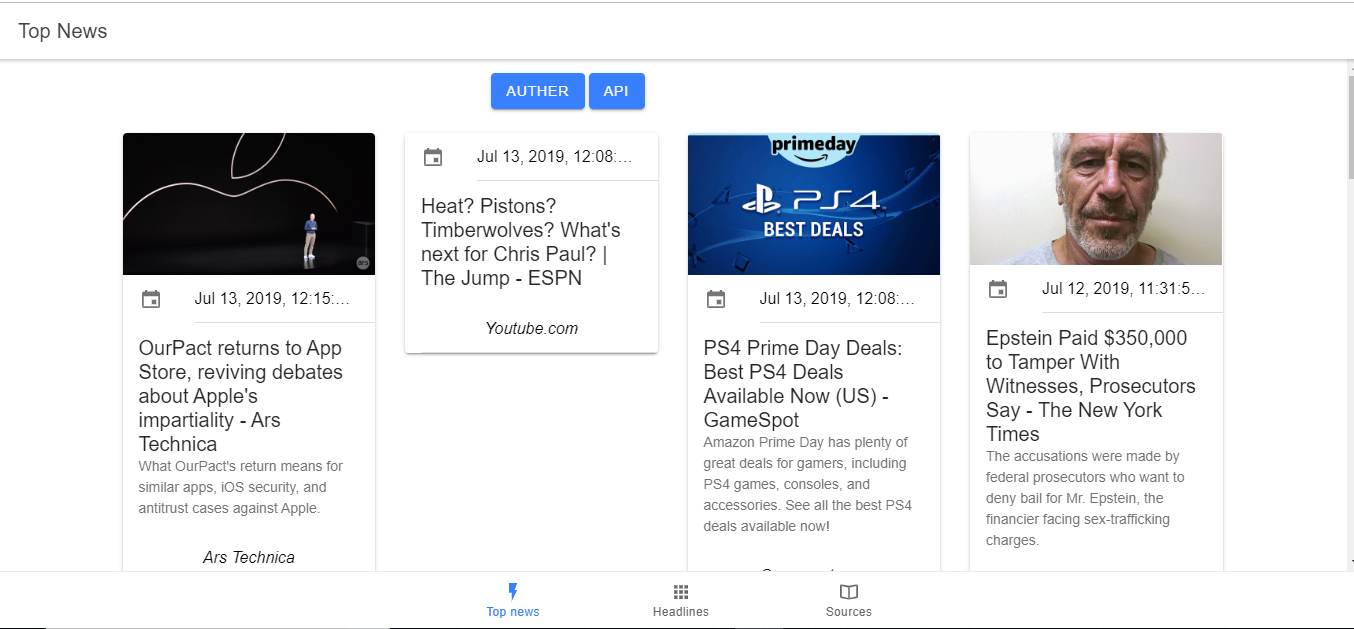 Top News
AUTHER API
Jul 13, 2019, 12:15:…
OurPact returns to App
Store, reviving debates
about Apple's
impartiality - Ars
Technica
What OurPact's return means for
similar apps, iOS security, and
antitrust cases against Apple.
Ars Technica
Jul 13, 2019, 12:08:…
Heat? Pistons?
Timberwolves? What's
next for Chris Paul? |
The Jump - ESPN
Youtube.com
primeday
PS4
BEST DEALS
Jul 13, 2019, 12:08:…
PS4 Prime Day Deals:
Best PS4 Deals
Available Now (US) -
GameSpot
Amazon Prime Day has plenty of
great deals for gamers, including
PS4 games, consoles, and
accessories. See all the best PS4
deals available now!
Jul 12, 2019, 11:31:5…
Epstein Paid $350,000
to Tamper With
Witnesses, Prosecutors
Say - The New York
Times
The accusations were made by
federal prosecutors who want to
deny bail for Mr. Epstein, the
financier facing sex-trafficking
charges.
Top news
Headlines
Sources